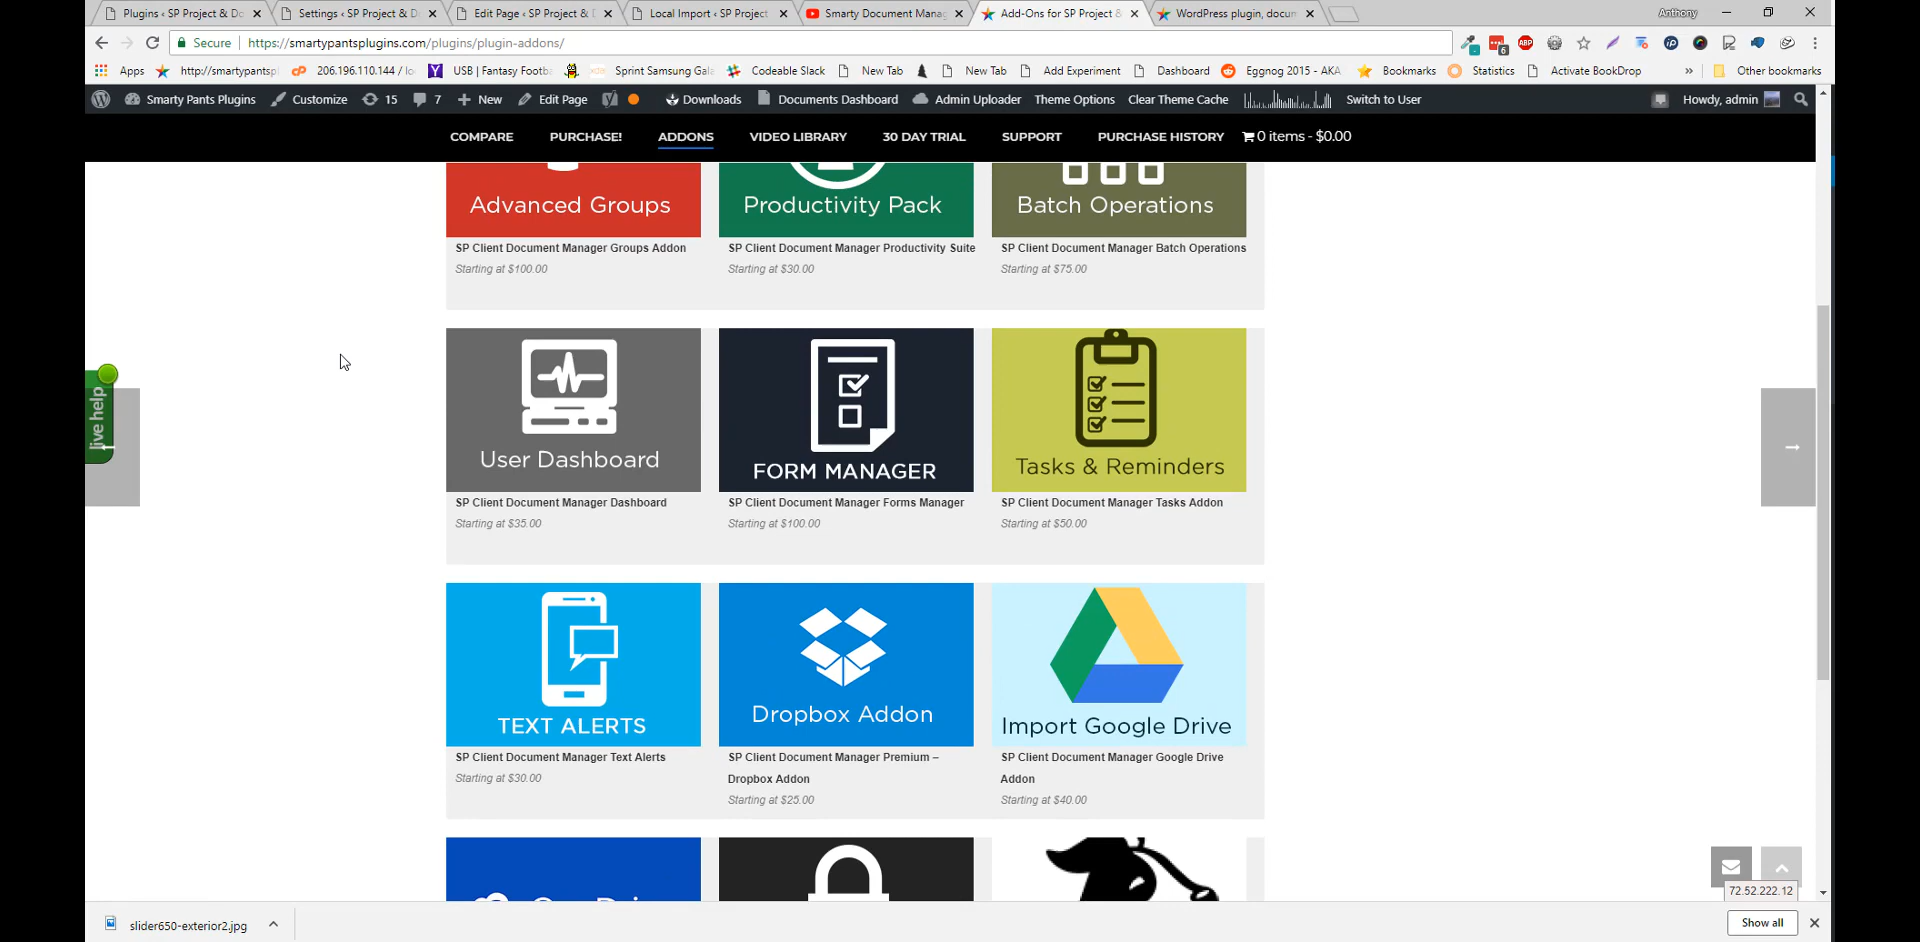 Plugins ‹ SP Project & Do
Settings ‹ SP Project & D
Edit Page ‹ SP Project & D
Local Import ‹ SP Project
Smarty Document Mana
Add-Ons for SP Project &
WordPress plugin, docum
Anthony
Secure
https://smartypantsplugins.com/plugins/plugin-addons/
6
ABP
Apps
http://smartypantsp
206.196.110.144 / lo
USB | Fantasy Footba
Sprint Samsung Gala
Codeable Slack
New Tab
New Tab
Add Experiment
Dashboard
Eggnog 2015 - AKA
Bookmarks
Statistics
Activate BookDrop
»
Other bookmarks
Smarty Pants Plugins
Customize
15
7
New
Edit Page
Downloads
Documents Dashboard
Admin Uploader
Theme Options
Clear Theme Cache
Switch to User
Howdy, admin
COMPARE
PURCHASE!
ADDONS
VIDEO LIBRARY
30 DAY TRIAL
SUPPORT
PURCHASE HISTORY
0 items - $0.00
Advanced Groups
Productivity Pack
Batch Operations
SP Client Document Manager Groups Addon
Starting at $100.00
SP Client Document Manager Productivity Suite
Starting at $30.00
SP Client Document Manager Batch Operations
Starting at $75.00
live help
User Dashboard
FORM MANAGER
Tasks & Reminders
SP Client Document Manager Dashboard
Starting at $35.00
SP Client Document Manager Forms Manager
Starting at $100.00
SP Client Document Manager Tasks Addon
Starting at $50.00
TEXT ALERTS
Dropbox Addon
Import Google Drive
SP Client Document Manager Text Alerts
Starting at $30.00
SP Client Document Manager Premium –
Dropbox Addon
Starting at $25.00
SP Client Document Manager Google Drive
Addon
Starting at $40.00
72.52.222.12
slider650-exterior2.jpg
Show all